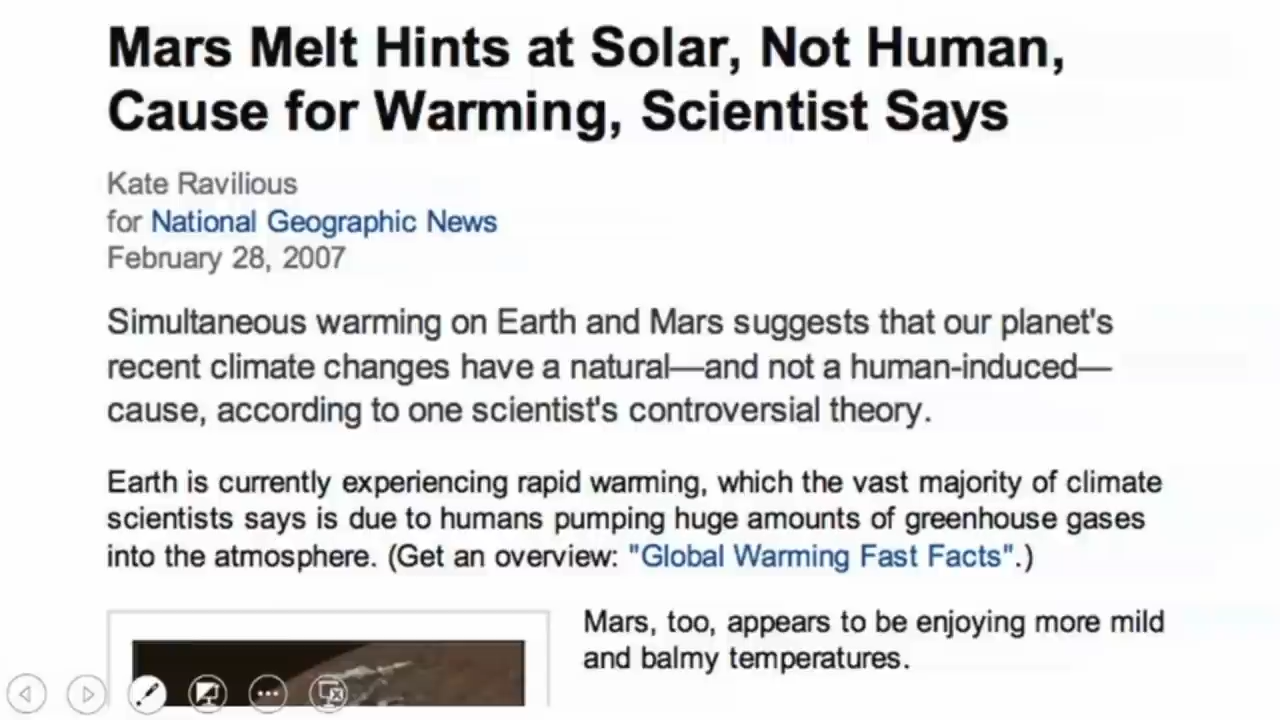 Mars Melt Hints at Solar, Not Human,
Cause for Warming, Scientist Says
Kate Ravilious
for National Geographic News
February 28, 2007
Simultaneous warming on Earth and Mars suggests that our planet's
recent climate changes have a natural—and not a human-induced—
cause, according to one scientist's controversial theory.
Earth is currently experiencing rapid warming, which the vast majority of climate
scientists says is due to humans pumping huge amounts of greenhouse gases
into the atmosphere. (Get an overview: "Global Warming Fast Facts".)
Mars, too, appears to be enjoying more mild
and balmy temperatures.